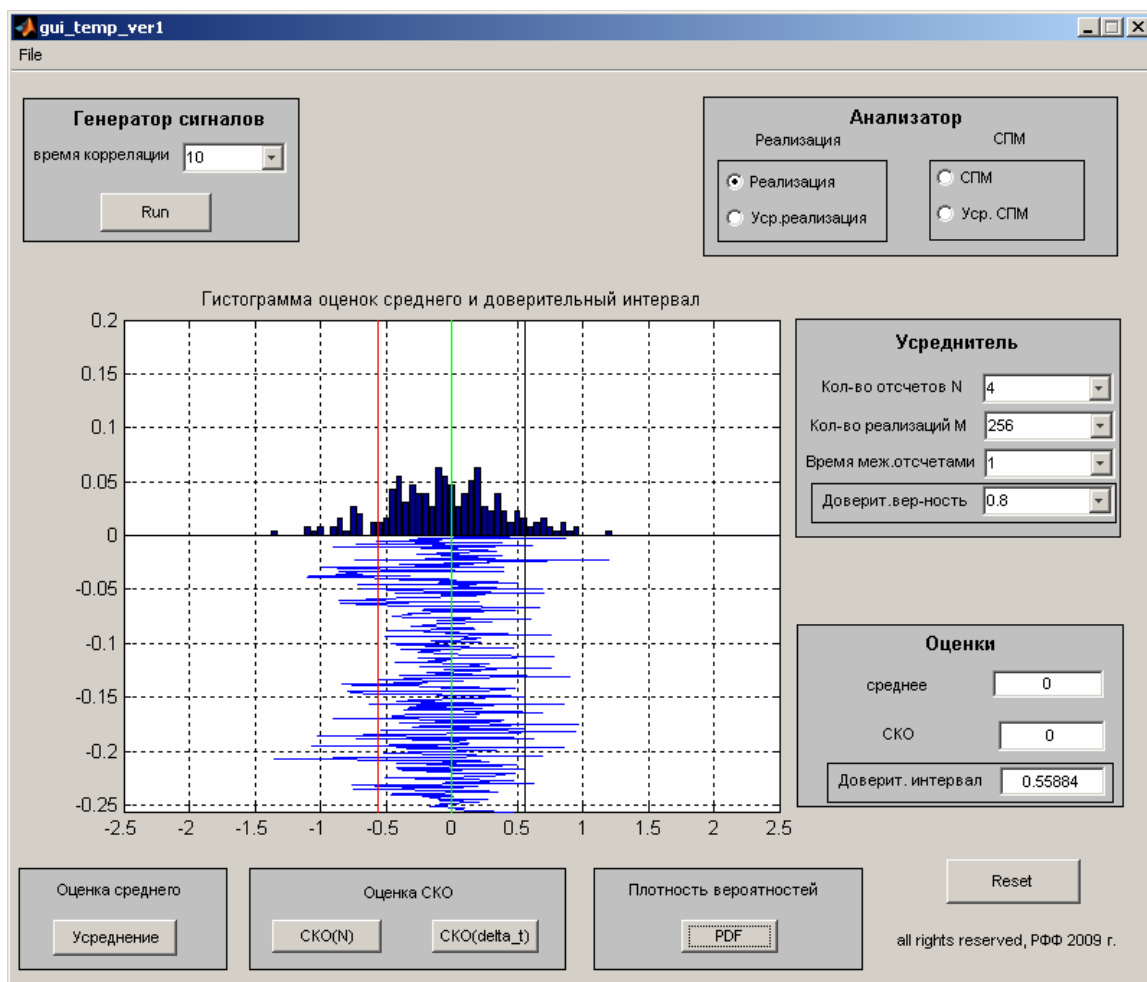 gui_temp_ver1
File
Генератор сигналов
время корреляции 10
Run
Анализатор
Реализация СПМ
Реализация
Уср.реализация
СПМ
Уср. СПМ
Гистограмма оценок среднего и доверительный интервал
0.2
0.15
0.1
0.05
0
-0.05
-0.1
-0.15
-0.2
-0.25
-2.5 -2 -1.5 -1 -0.5 0 0.5 1 1.5 2 2.5
Усреднитель
Кол-во отсчетов N 4
Кол-во реализаций M 256
Время меж.отсчетами 1
Доверит.вер-ность 0.8
Оценки
среднее 0
СКО 0
Доверит. интервал 0.55884
Оценка среднего
Усреднение
Оценка СКО
СКО(N) СКО(delta_t)
Плотность вероятностей
PDF
Reset
all rights reserved, РФФ 2009 г.